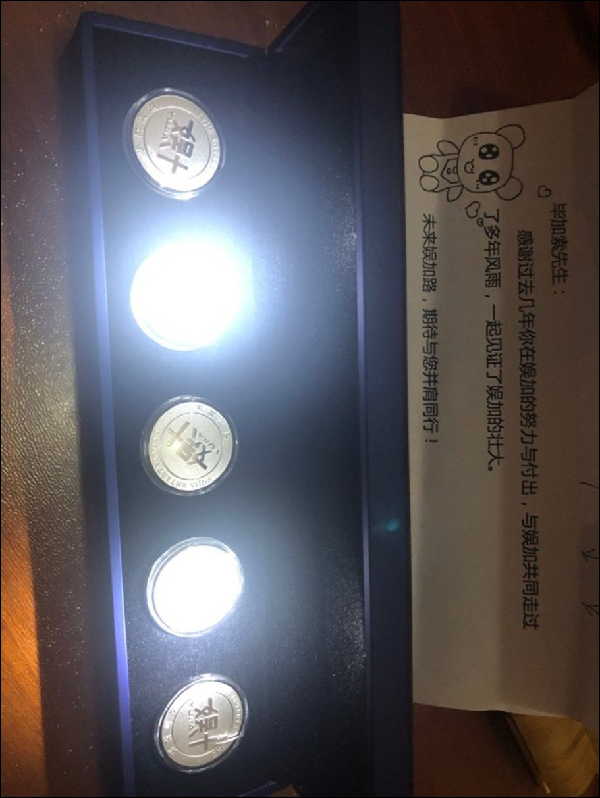 毕加索先生：
感谢过去几年你在娱加的努力与付出，与娱加共同走过
了多年风雨，一起见证了娱加的壮大。
未来娱加路，期待与您并肩同行！